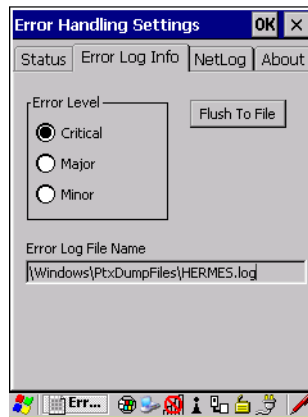 Error Handling Settings OK ×
Status Error Log Info NetLog About
Error Level
Critical
Major
Minor
Flush To File
Error Log File Name
\Windows\PtxDumpFiles\HERMES.log
Err...